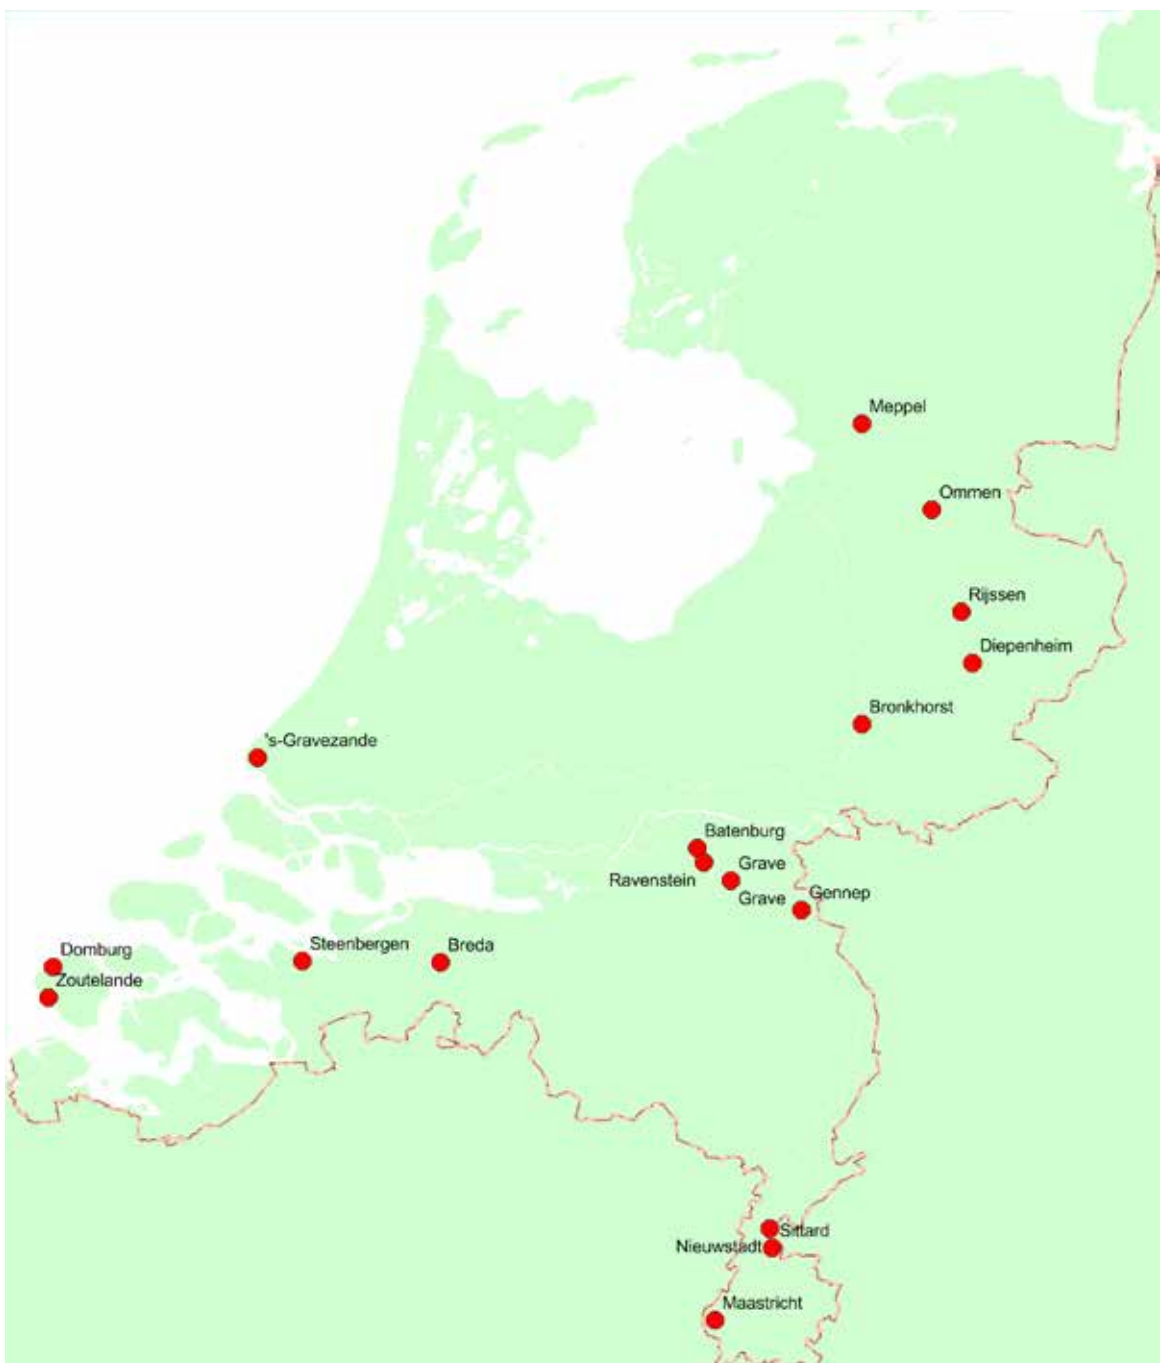 Meppel
Ommen
Rijssen
Diepenheim
Bronkhorst
's-Gravezande
Batenburg
Grave
Ravenstein
Grave
Gennep
Steenbergen
Breda
Domburg
Zoutelande
Sittard
Nieuwstadt
Maastricht